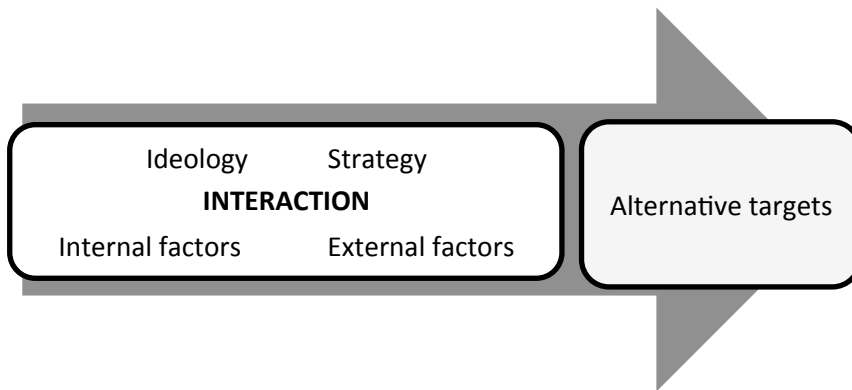 Ideology Strategy
INTERACTION
Internal factors External factors
Alternative targets